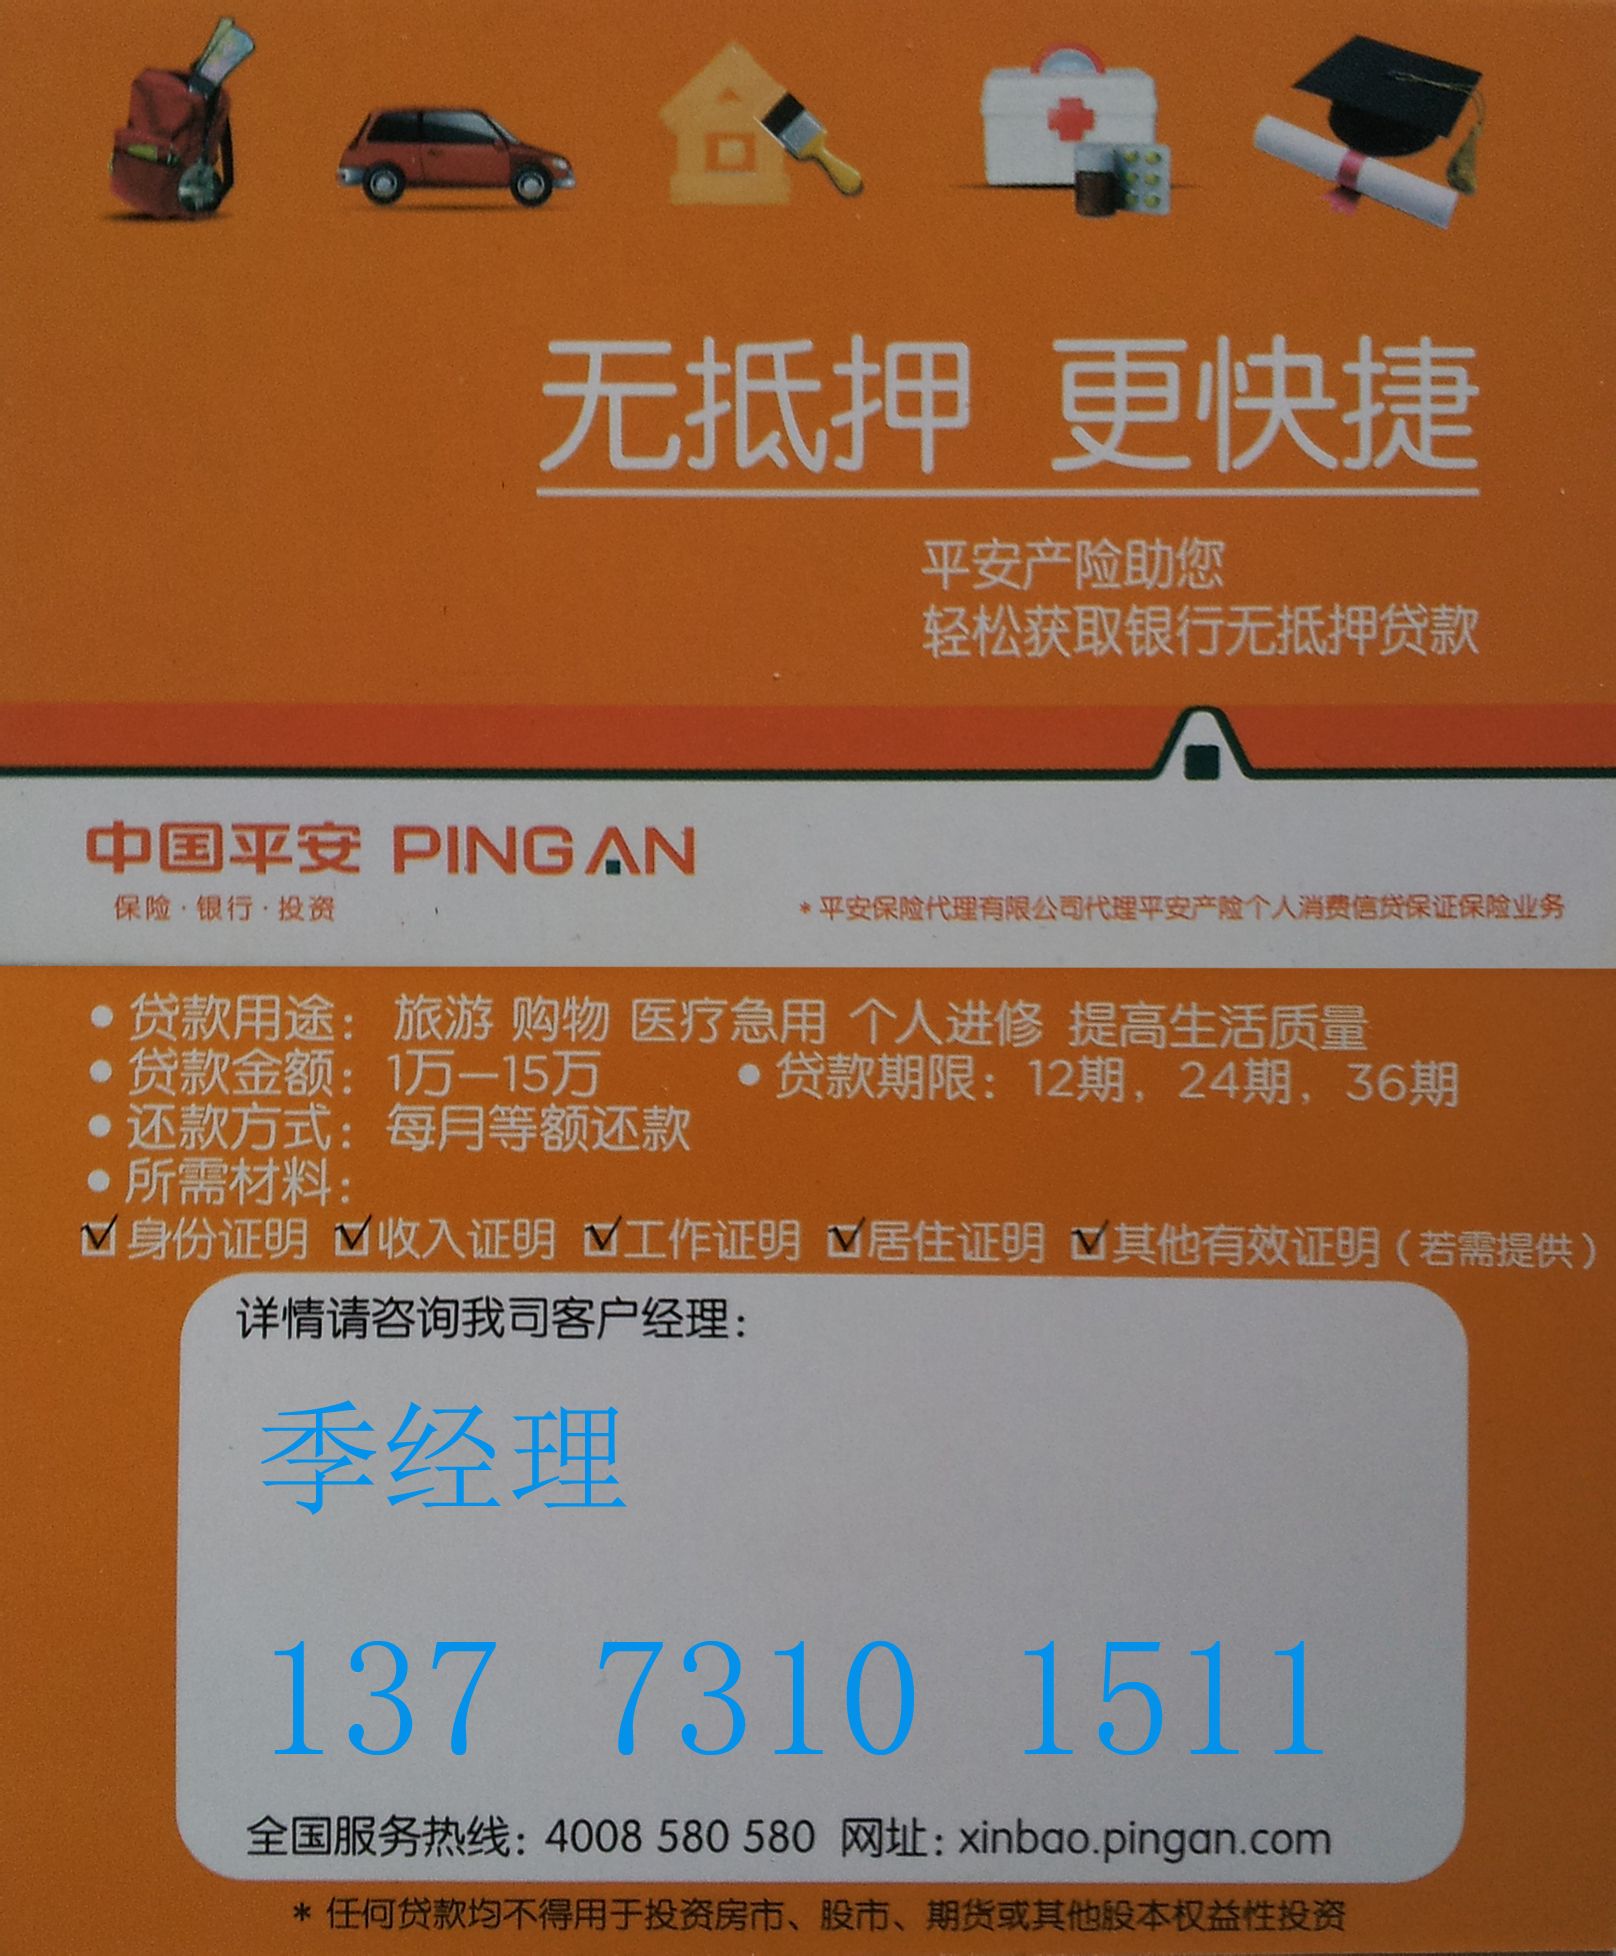 无抵押 更快捷
平安产险助您
轻松获取银行无抵押贷款
中国平安 PINGAN
保险·银行·投资
*平安保险代理有限公司代理平安产险个人消费信贷保证保险业务
●贷款用途： 旅游 购物 医疗急用 个人进修 提高生活质量
●贷款金额： 1万—15万 ●贷款期限：12期，24期，36期
●还款方式： 每月等额还款
●所需材料：
☑身份证明 ☑收入证明 ☑工作证明 ☑居住证明 ☑其他有效证明（若需提供）
详情请咨询我司客户经理：
季经理
137 7310 1511
全国服务热线：4008 580 580 网址：xinbao.pingan.com
* 任何贷款均不得用于投资房市、股市、期货或其他股本权益性投资